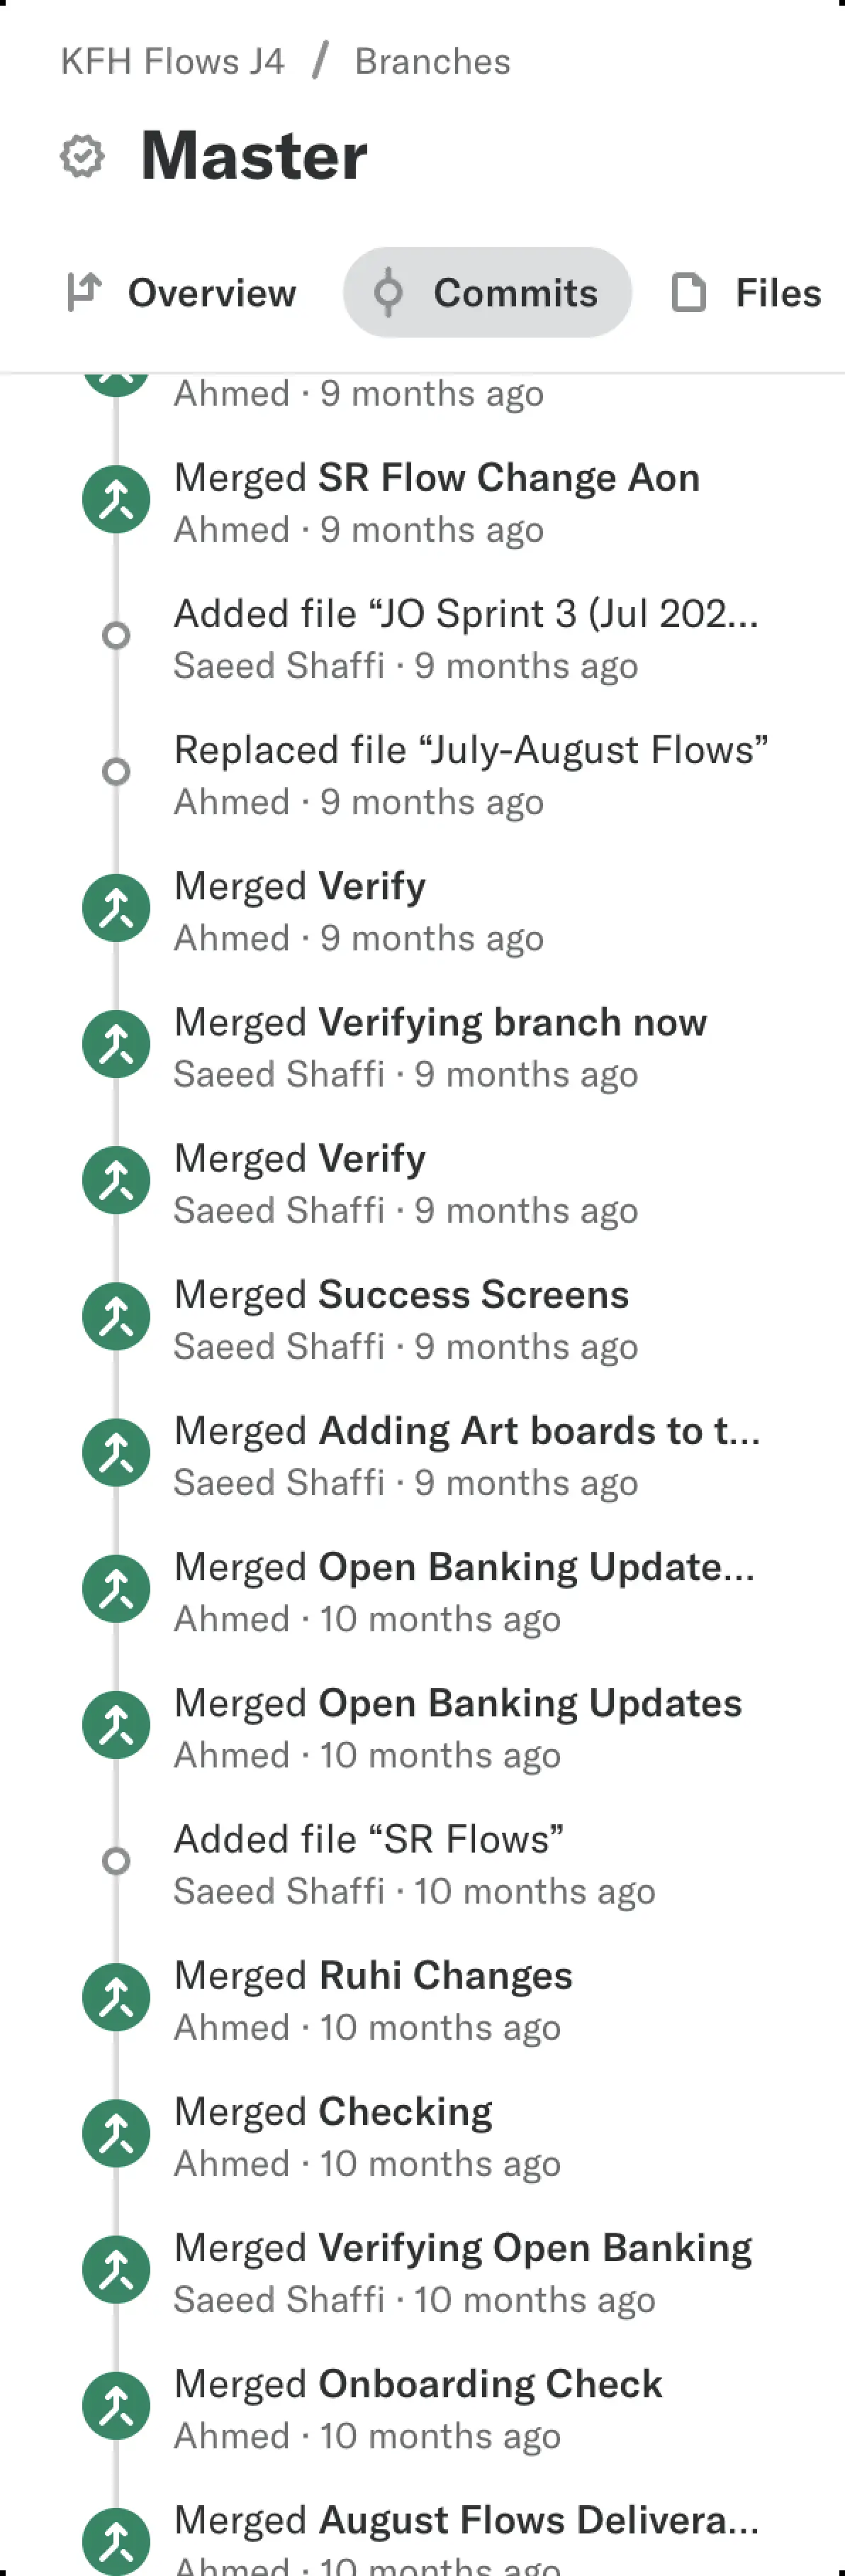 KFH Flows J4 / Branches
Master
Overview Commits Files
Ahmed · 9 months ago
Merged SR Flow Change Aon
Ahmed · 9 months ago
Added file “JO Sprint 3 (Jul 202...
Saeed Shaffi · 9 months ago
Replaced file “July-August Flows”
Ahmed · 9 months ago
Merged Verify
Ahmed · 9 months ago
Merged Verifying branch now
Saeed Shaffi · 9 months ago
Merged Verify
Saeed Shaffi · 9 months ago
Merged Success Screens
Saeed Shaffi · 9 months ago
Merged Adding Art boards to t...
Saeed Shaffi · 9 months ago
Merged Open Banking Update...
Ahmed · 10 months ago
Merged Open Banking Updates
Ahmed · 10 months ago
Added file “SR Flows”
Saeed Shaffi · 10 months ago
Merged Ruhi Changes
Ahmed · 10 months ago
Merged Checking
Ahmed · 10 months ago
Merged Verifying Open Banking
Saeed Shaffi · 10 months ago
Merged Onboarding Check
Ahmed · 10 months ago
Merged August Flows Delivera...
Ahmed · 10 months ago